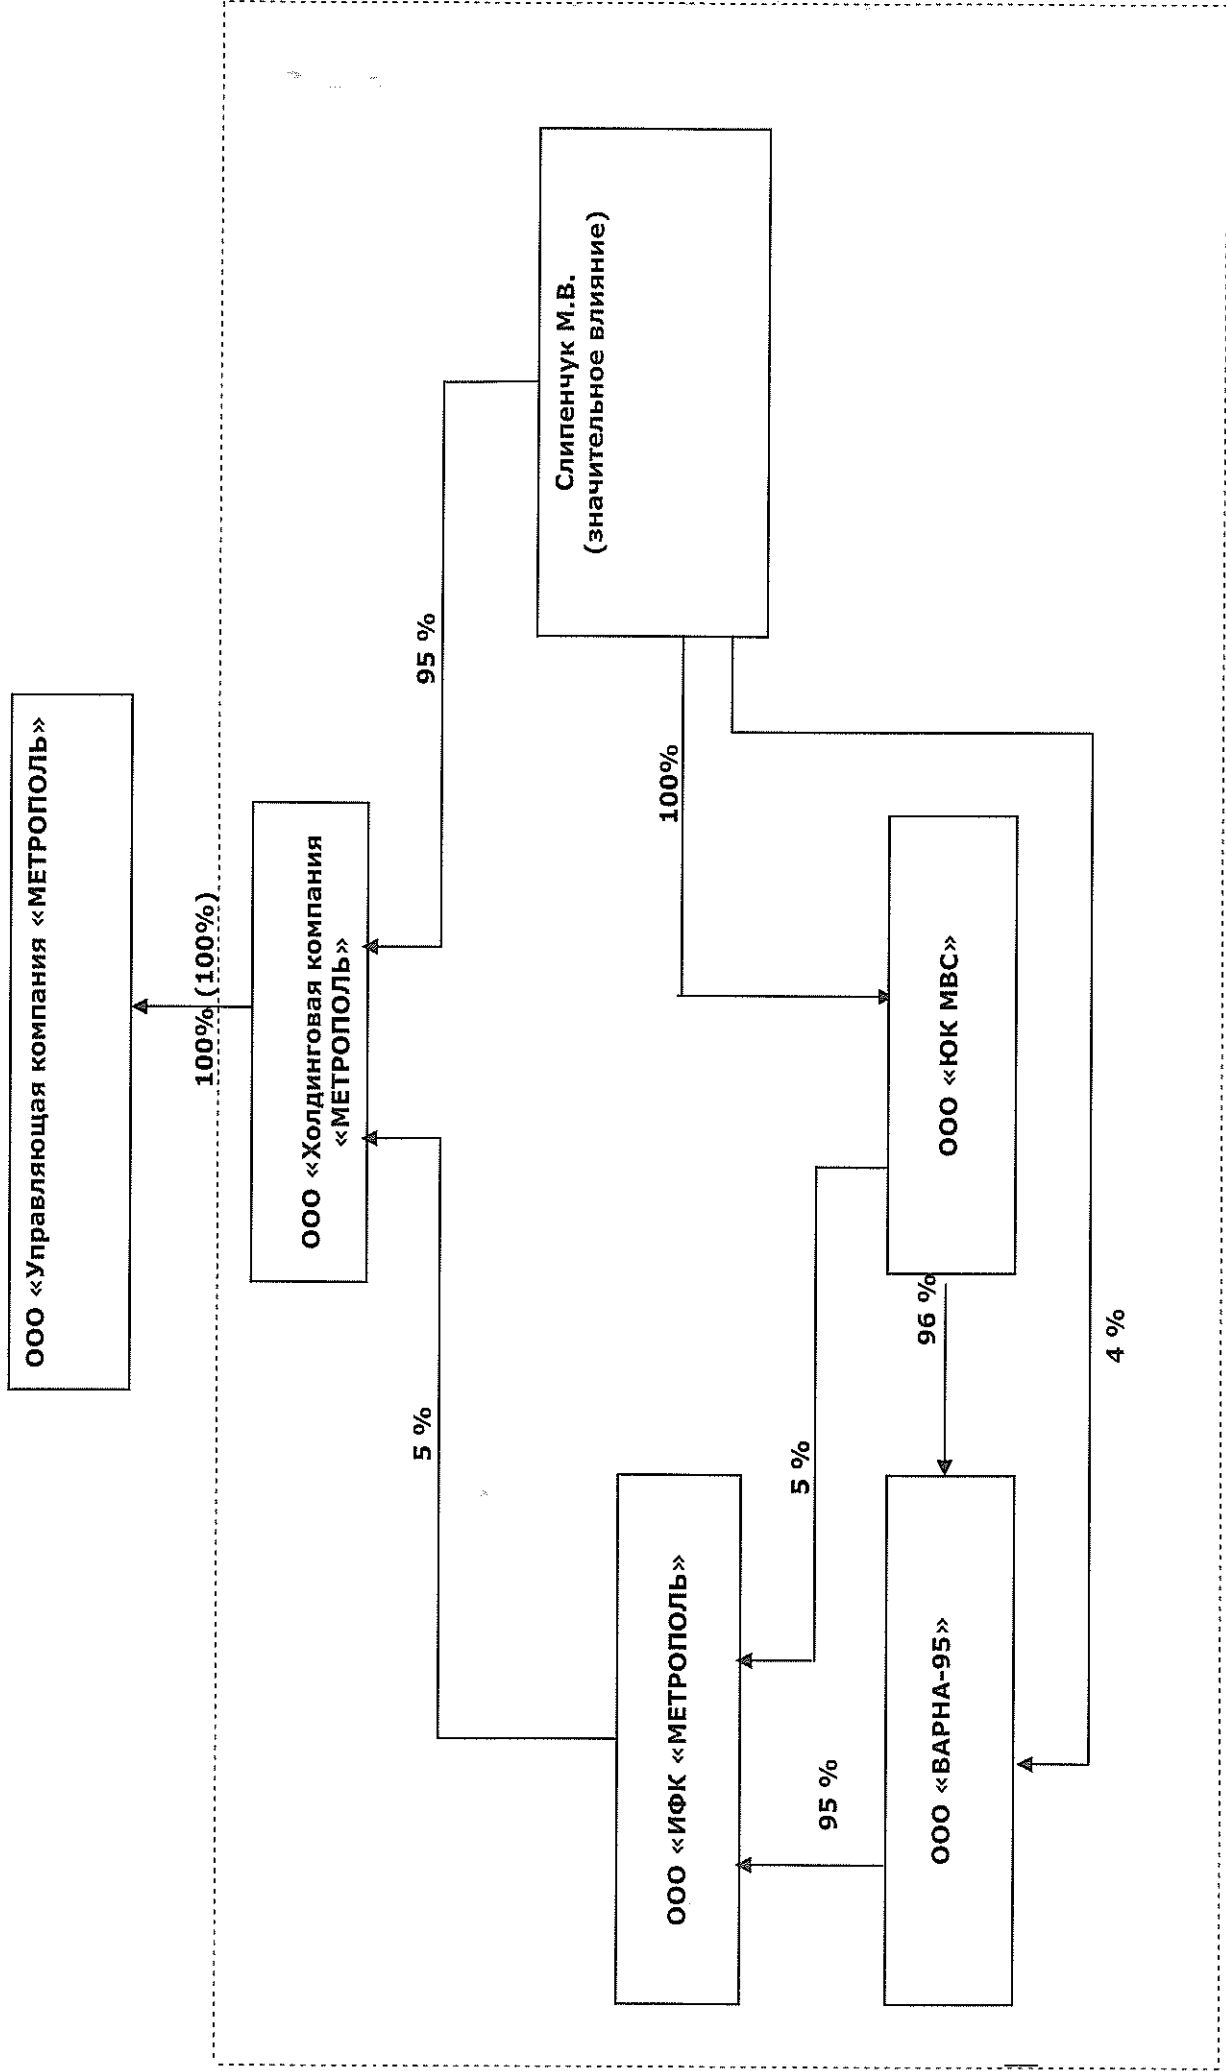 ООО «Управляющая компания «МЕТРОПОЛЬ»
100% (100%)
ООО «Холдинговая компания
«МЕТРОПОЛЬ»
5 %
95 %
Слипенчук М.В.
(значительное влияние)
ООО «ИФК «МЕТРОПОЛЬ»
5 %
100%
95 %
ООО «ВАРНА-95»
96 %
ООО «ЮК МВС»
4 %